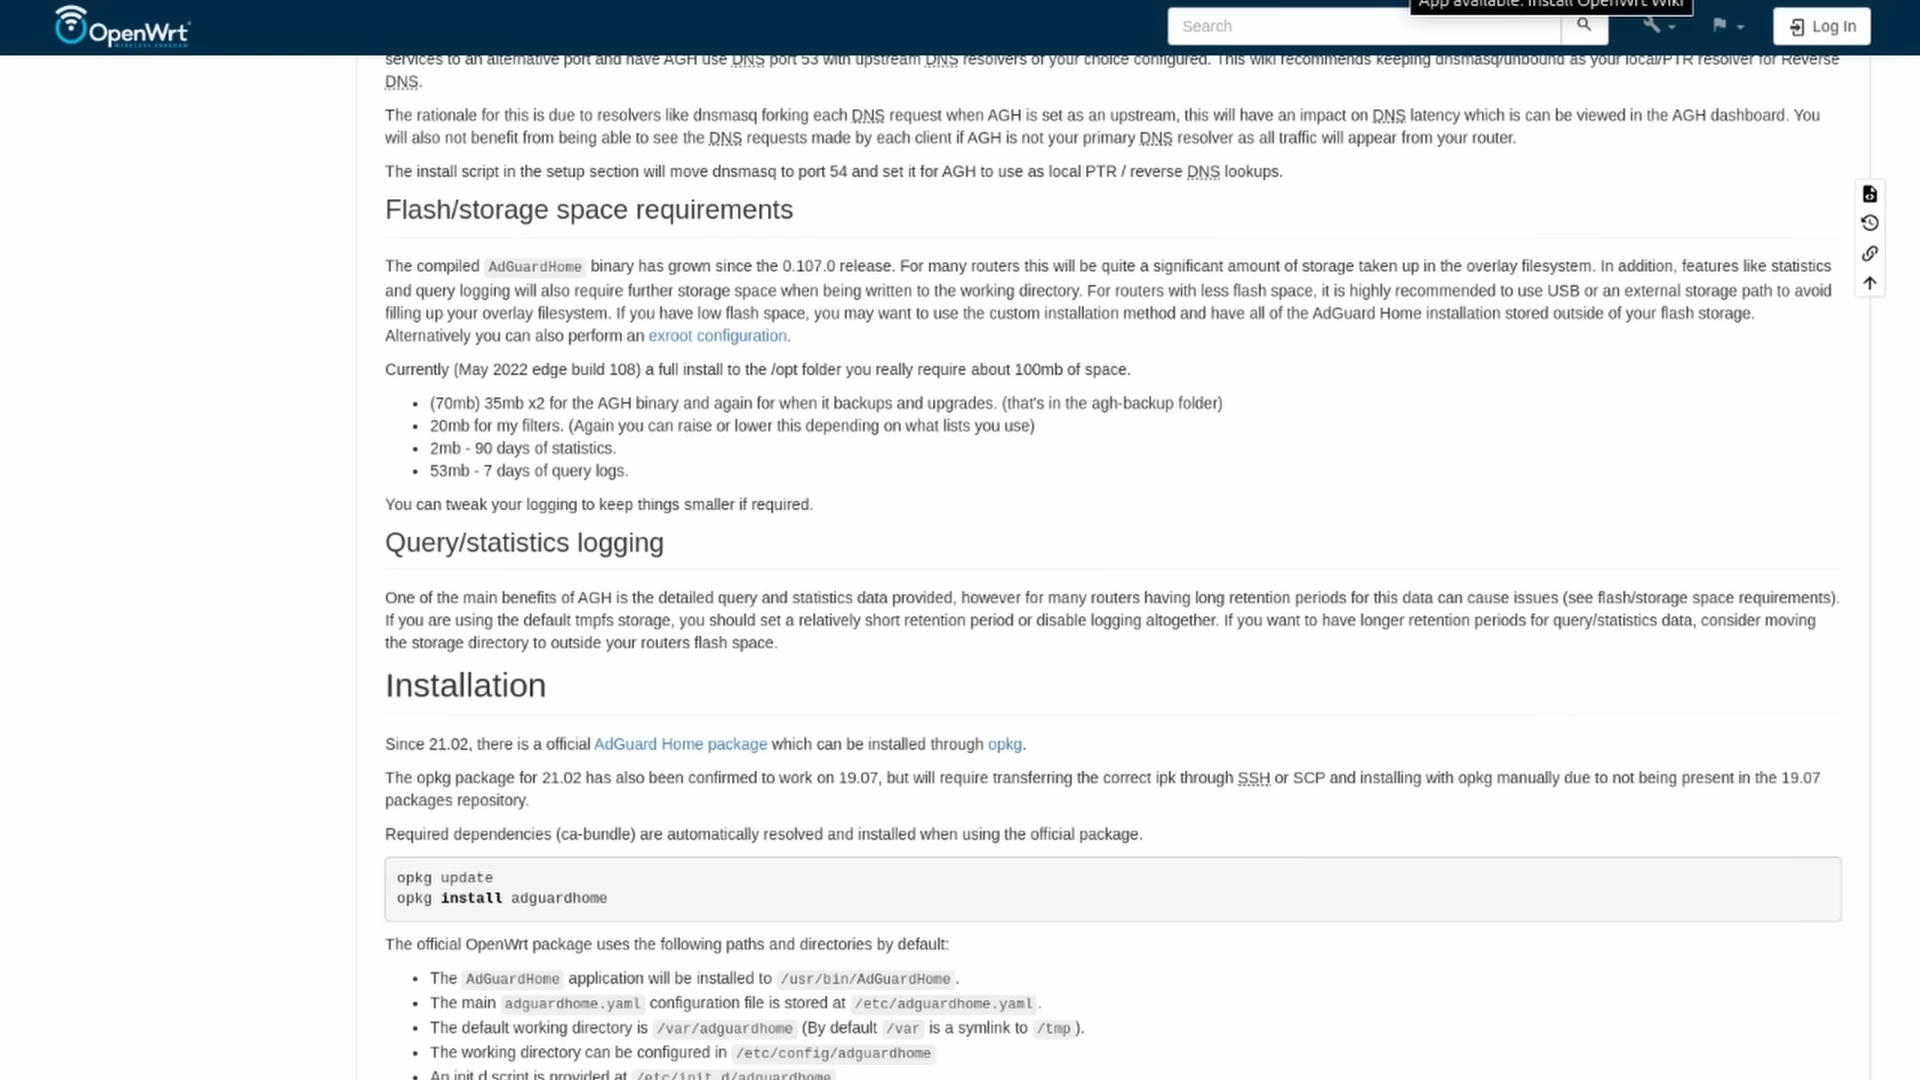 OpenWrt
WIRELESS FREEDOM
Search
App available: Install OpenWrt Wiki
Log In
services to an alternative port and have AGH use DNS port 53 with upstream DNS resolvers of your choice configured. This wiki recommends keeping dnsmasq/unbound as your local/PTR resolver for Reverse
DNS.
The rationale for this is due to resolvers like dnsmasq forking each DNS request when AGH is set as an upstream, this will have an impact on DNS latency which is can be viewed in the AGH dashboard. You
will also not benefit from being able to see the DNS requests made by each client if AGH is not your primary DNS resolver as all traffic will appear from your router.
The install script in the setup section will move dnsmasq to port 54 and set it for AGH to use as local PTR / reverse DNS lookups.
Flash/storage space requirements
The compiled AdGuardHome binary has grown since the 0.107.0 release. For many routers this will be quite a significant amount of storage taken up in the overlay filesystem. In addition, features like statistics
and query logging will also require further storage space when being written to the working directory. For routers with less flash space, it is highly recommended to use USB or an external storage path to avoid
filling up your overlay filesystem. If you have low flash space, you may want to use the custom installation method and have all of the AdGuard Home installation stored outside of your flash storage.
Alternatively you can also perform an exroot configuration.
Currently (May 2022 edge build 108) a full install to the /opt folder you really require about 100mb of space.
• (70mb) 35mb x2 for the AGH binary and again for when it backups and upgrades. (that's in the agh-backup folder)
• 20mb for my filters. (Again you can raise or lower this depending on what lists you use)
• 2mb - 90 days of statistics.
• 53mb - 7 days of query logs.
You can tweak your logging to keep things smaller if required.
Query/statistics logging
One of the main benefits of AGH is the detailed query and statistics data provided, however for many routers having long retention periods for this data can cause issues (see flash/storage space requirements).
If you are using the default tmpfs storage, you should set a relatively short retention period or disable logging altogether. If you want to have longer retention periods for query/statistics data, consider moving
the storage directory to outside your routers flash space.
Installation
Since 21.02, there is a official AdGuard Home package which can be installed through opkg.
The opkg package for 21.02 has also been confirmed to work on 19.07, but will require transferring the correct ipk through SSH or SCP and installing with opkg manually due to not being present in the 19.07
packages repository.
Required dependencies (ca-bundle) are automatically resolved and installed when using the official package.
opkg update
opkg install adguardhome
The official OpenWrt package uses the following paths and directories by default:
• The AdGuardHome application will be installed to /usr/bin/AdGuardHome.
• The main adguardhome.yaml configuration file is stored at /etc/adguardhome.yaml.
• The default working directory is /var/adguardhome (By default /var is a symlink to /tmp).
• The working directory can be configured in /etc/config/adguardhome
• An init.d script is provided at /etc/init.d/adguardhome.